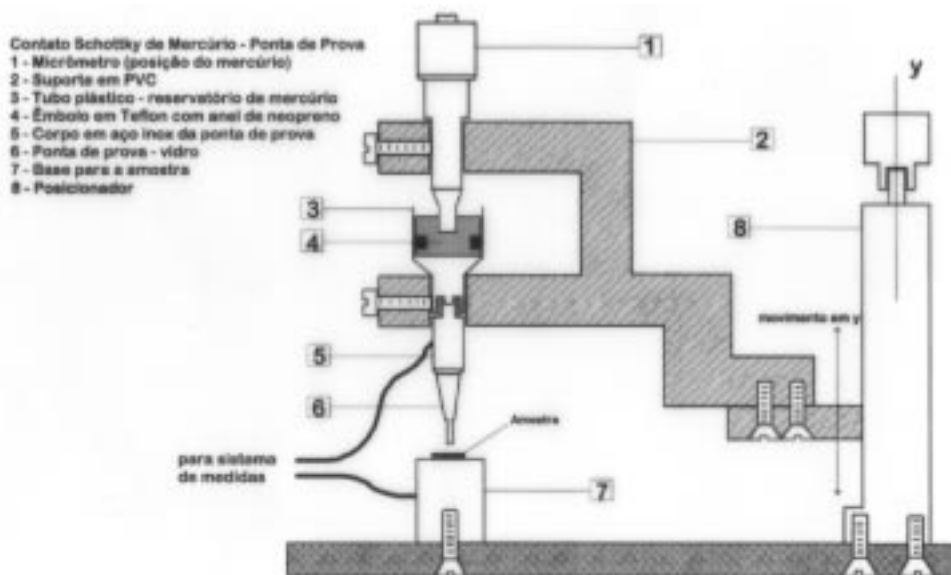 Contato Schottky de Mercúrio - Ponta de Prova
1 - Micrômetro (posição do mercúrio)
2 - Suporte em PVC
3 - Tubo plástico - reservatório de mercúrio
4 - Êmbolo em Teflon com anel de neopreno
5 - Corpo em aço inox da ponta de prova
6 - Ponta de prova - vidro
7 - Base para a amostra
8 - Posicionador
1
y
2
3
8
4
movimento em y
5
6
Amostra
para sistema
de medidas
7